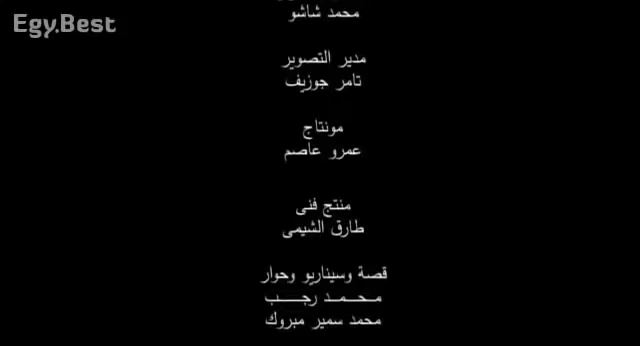 Egy.Best
محمد شاشو
مدير التصوير
تامر جوزيف
مونتاج
عمرو عاصم
منتج فنى
طارق الشيمى
قصة وسيناريو وحوار
محمد رجب
محمد سمير مبروك